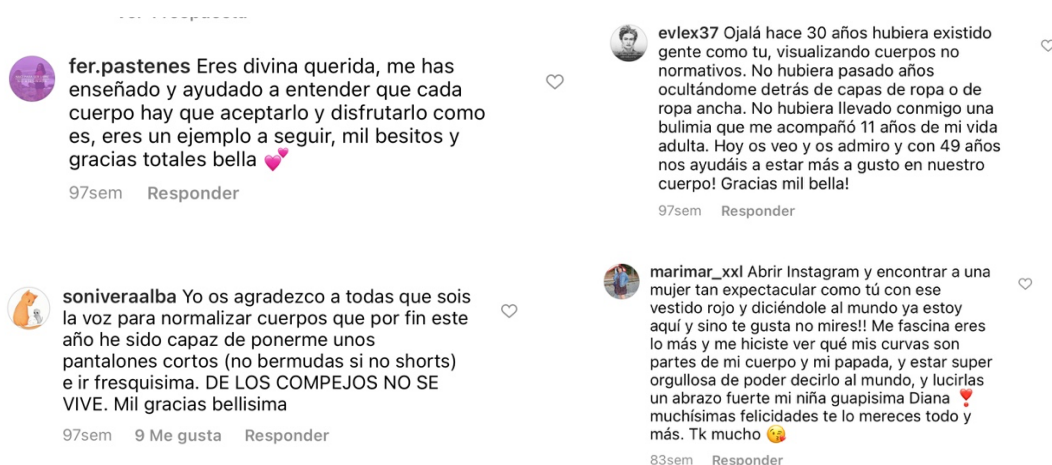 fer.pastenes Eres divina querida, me has
enseñado y ayudado a entender que cada
cuerpo hay que aceptarlo y disfrutarlo como
es, eres un ejemplo a seguir, mil besitos y
gracias totales bella 💕
97sem Responder
evlex37 Ojalá hace 30 años hubiera existido
gente como tu, visualizando cuerpos no
normativos. No hubiera pasado años
ocultándome detrás de capas de ropa o de
ropa ancha. No hubiera llevado conmigo una
bulimia que me acompañó 11 años de mi vida
adulta. Hoy os veo y os admiro y con 49 años
nos ayudáis a estar más a gusto en nuestro
cuerpo! Gracias mil bella!
97sem Responder
soniveraalba Yo os agradezco a todas que sois
la voz para normalizar cuerpos que por fin este
año he sido capaz de ponerme unos
pantalones cortos (no bermudas si no shorts)
e ir fresquisima. DE LOS COMPEJOS NO SE
VIVE. Mil gracias bellisima
97sem 9 Me gusta Responder
marimar_xxl Abrir Instagram y encontrar a una
mujer tan expectacular como tú con ese
vestido rojo y diciéndole al mundo ya estoy
aquí y sino te gusta no mires!! Me fascina eres
lo más y me hiciste ver qué mis curvas son
partes de mi cuerpo y mi papada, y estar super
orgullosa de poder decirlo al mundo, y lucirlas
un abrazo fuerte mi niña guapisima Diana ❣️
muchísimas felicidades te lo mereces todo y
más. Tk mucho 😘
83sem Responder